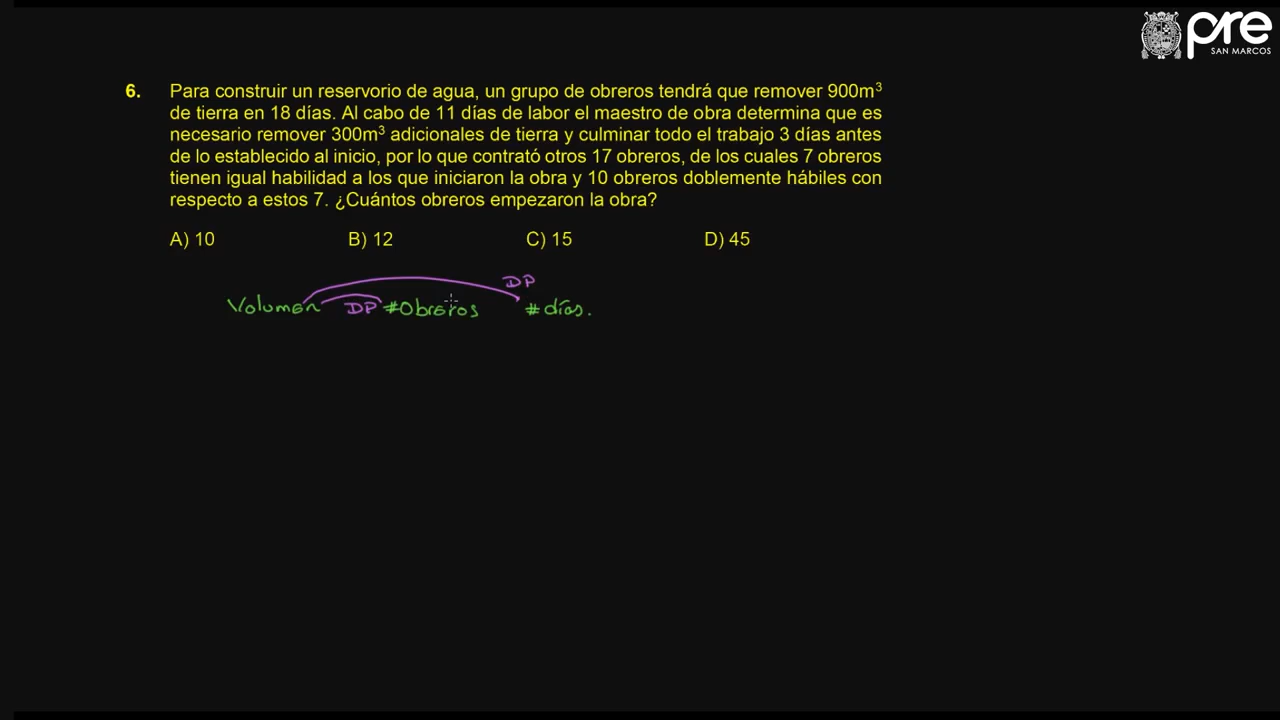 pre
SAN MARCOS
6. Para construir un reservorio de agua, un grupo de obreros tendrá que remover 900m³
de tierra en 18 días. Al cabo de 11 días de labor el maestro de obra determina que es
necesario remover 300m³ adicionales de tierra y culminar todo el trabajo 3 días antes
de lo establecido al inicio, por lo que contrató otros 17 obreros, de los cuales 7 obreros
tienen igual habilidad a los que iniciaron la obra y 10 obreros doblemente hábiles con
respecto a estos 7. ¿Cuántos obreros empezaron la obra?
A) 10 B) 12 C) 15 D) 45
DP
Volumen DP #Obreros #días.